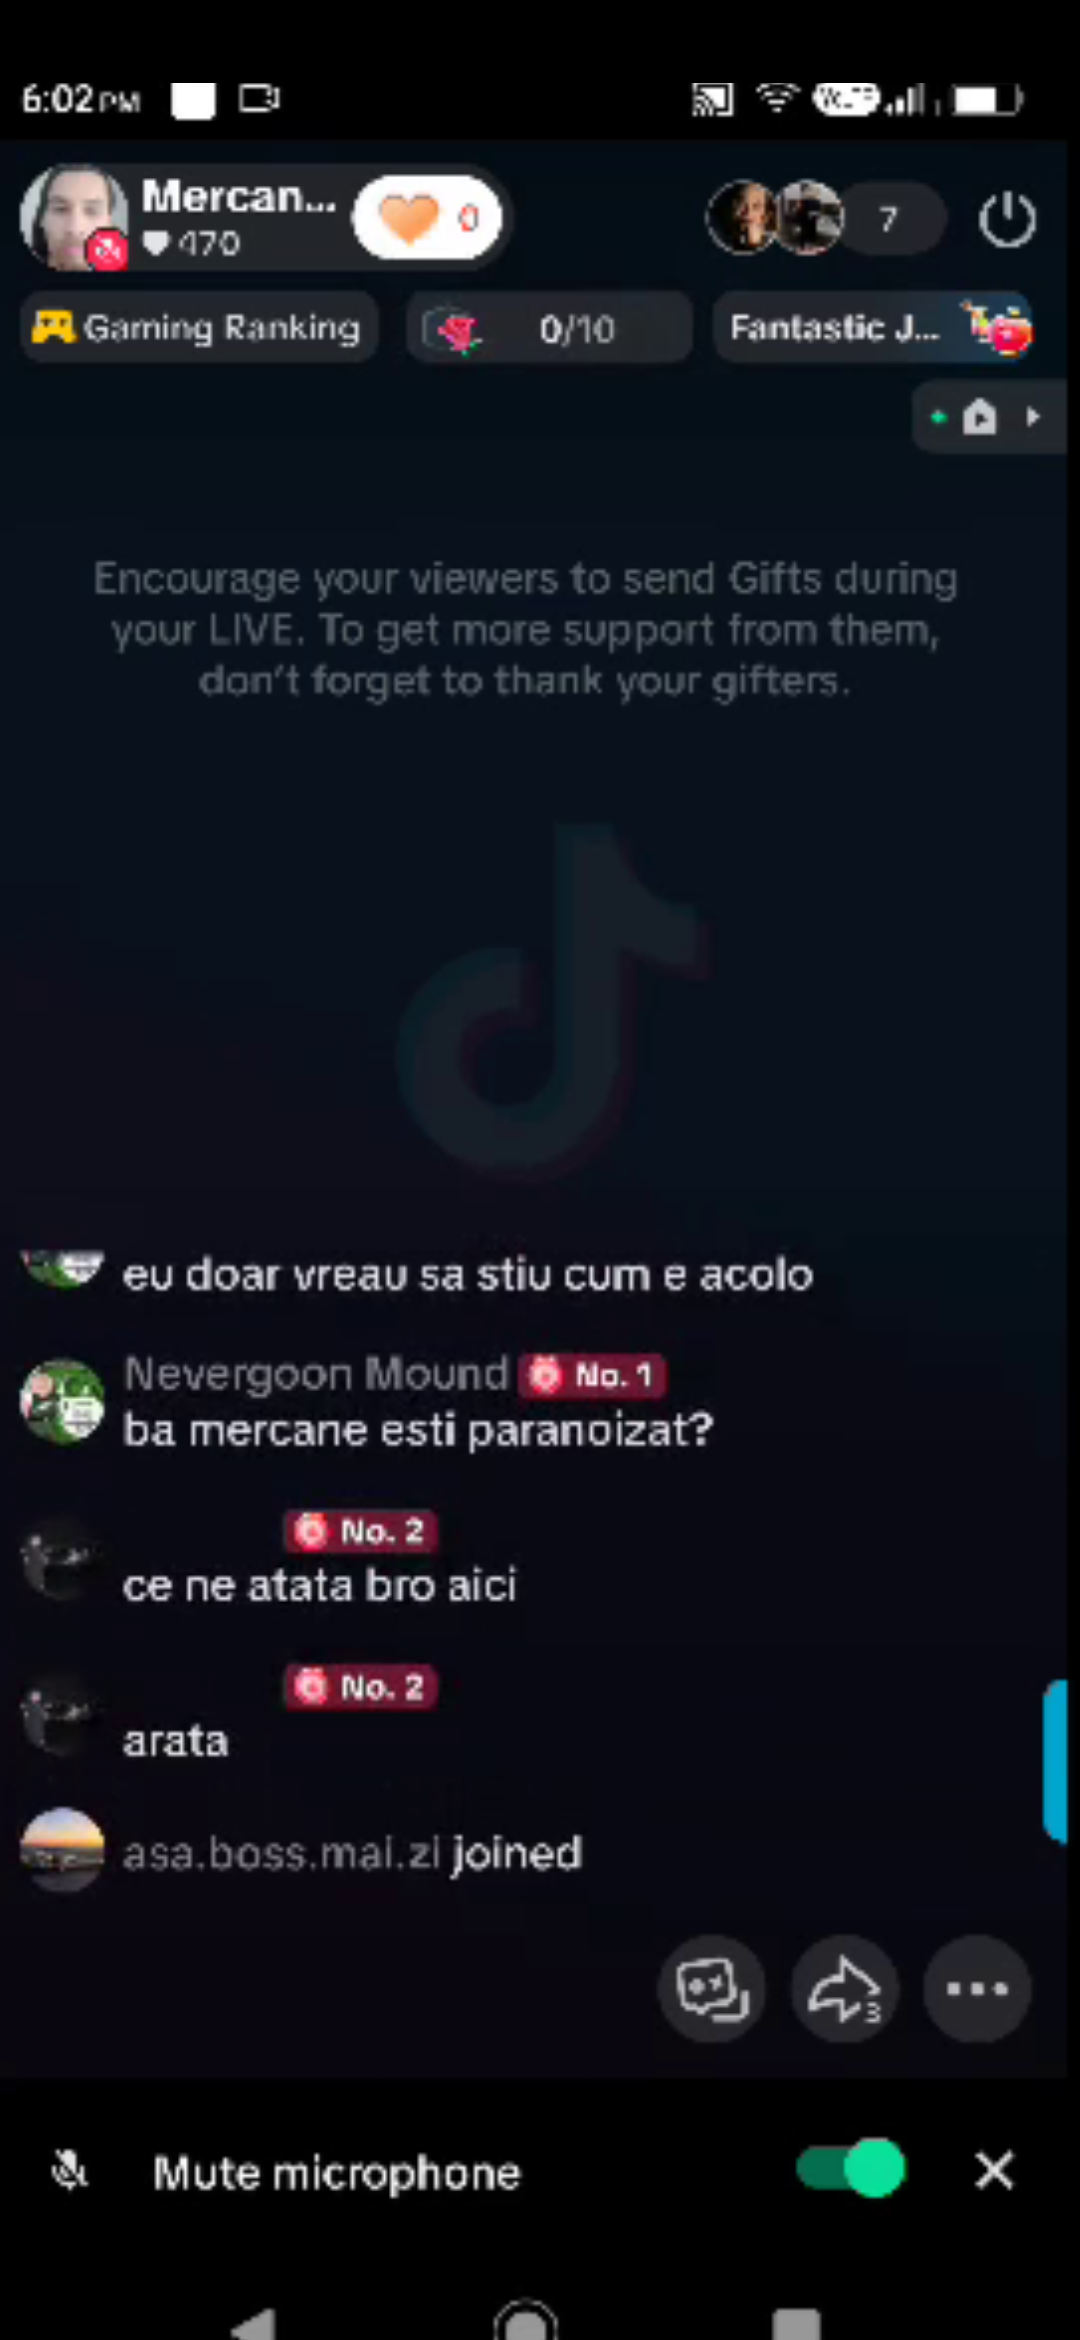 6:02 PM
Mercan...
470
0
7
Gaming Ranking
0/10
Fantastic J...
Encourage your viewers to send Gifts during
your LIVE. To get more support from them,
don't forget to thank your gifters.
eu doar vreau sa stiu cum e acolo
Nevergoon Mound No. 1
ba mercane esti paranoizat?
No. 2
ce ne atata bro aici
No. 2
arata
asa.boss.mai.zi joined
3
Mute microphone